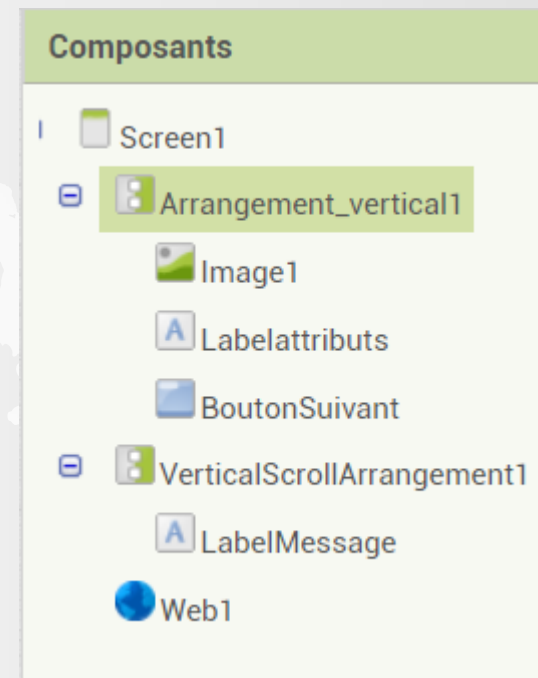 Composants
Screen1
Arrangement_vertical1
Image1
A Labelattributs
BoutonSuivant
VerticalScrollArrangement1
A LabelMessage
Web1